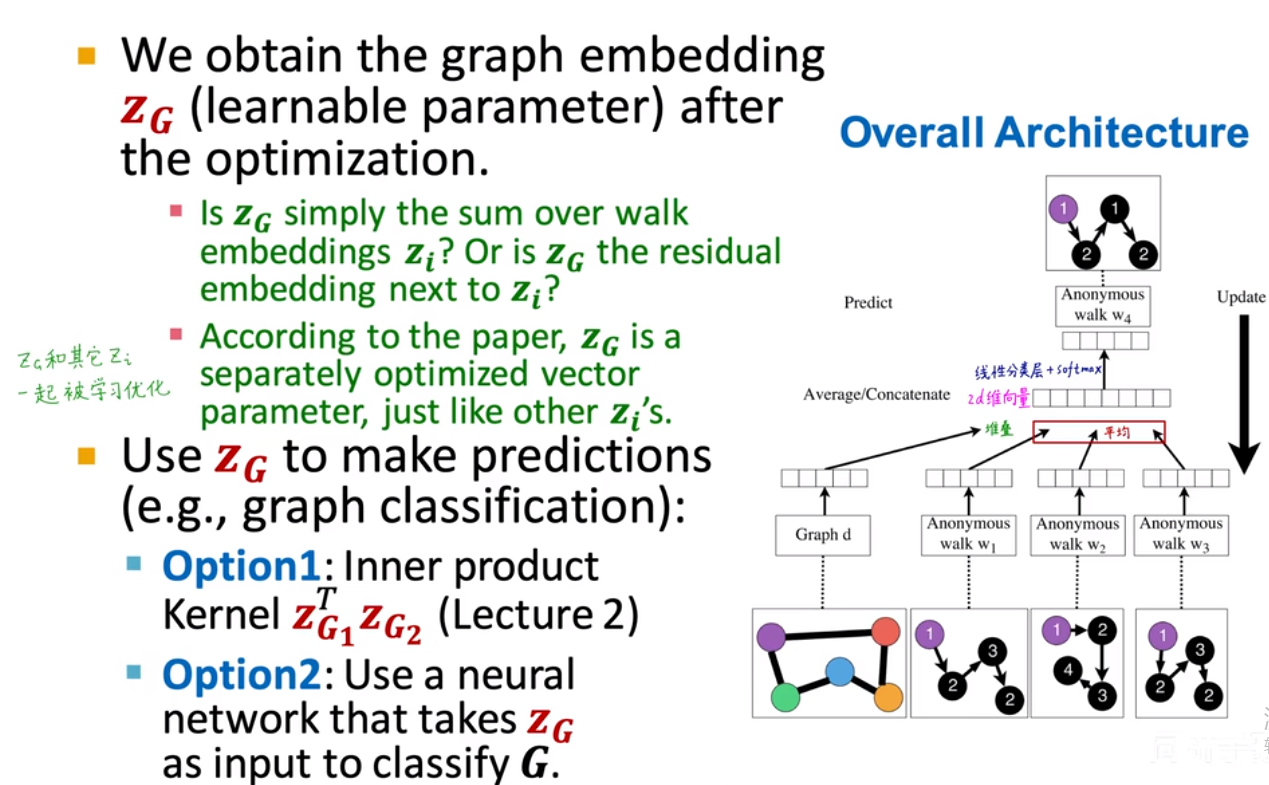 We obtain the graph embedding
z_G (learnable parameter) after
the optimization.
Is z_G simply the sum over walk
embeddings z_i? Or is z_G the residual
embedding next to z_i?
According to the paper, z_G is a
separately optimized vector
parameter, just like other z_i's.
z_G和其它z_i
一起被学习优化
Use z_G to make predictions
(e.g., graph classification):
Option1: Inner product
Kernel z_{G_1}^T z_{G_2} (Lecture 2)
Option2: Use a neural
network that takes z_G
as input to classify G.
Overall Architecture
1 1
2 2
Predict
Anonymous
walk w_4
Update
线性分类层+softmax
Average/Concatenate
2d维向量
堆叠
平均
Graph d
Anonymous
walk w_1
Anonymous
walk w_2
Anonymous
walk w_3
1 2 3 2
1 2 4 3
1 3 2 2